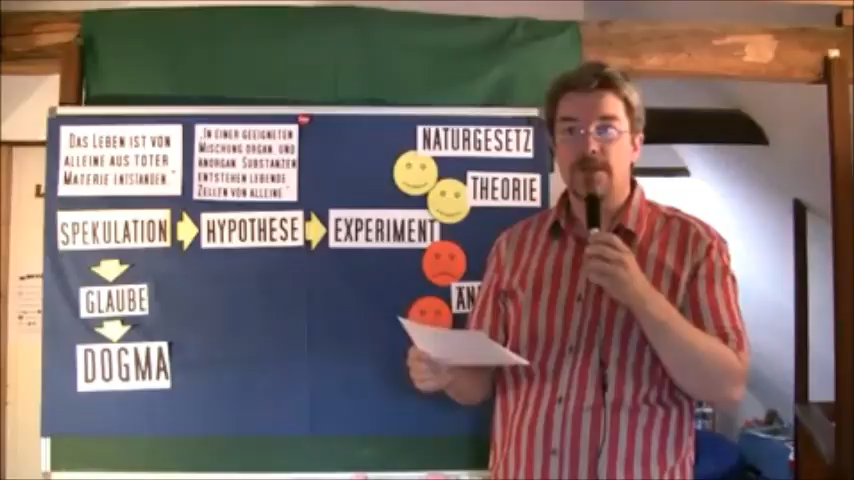 DAS LEBEN IST VON
ALLEINE AUS TOTER
MATERIE ENTSTANDEN."
"IN EINER GEEIGNETEN
MISCHUNG ORGAN. UND
ANORGAN. SUBSTANZEN
ENTSTEHEN LEBENDE
ZELLEN VON ALLEINE"
NATURGESETZ
THEORIE
SPEKULATION
HYPOTHESE
EXPERIMENT
GLAUBE
ÄN
DOGMA